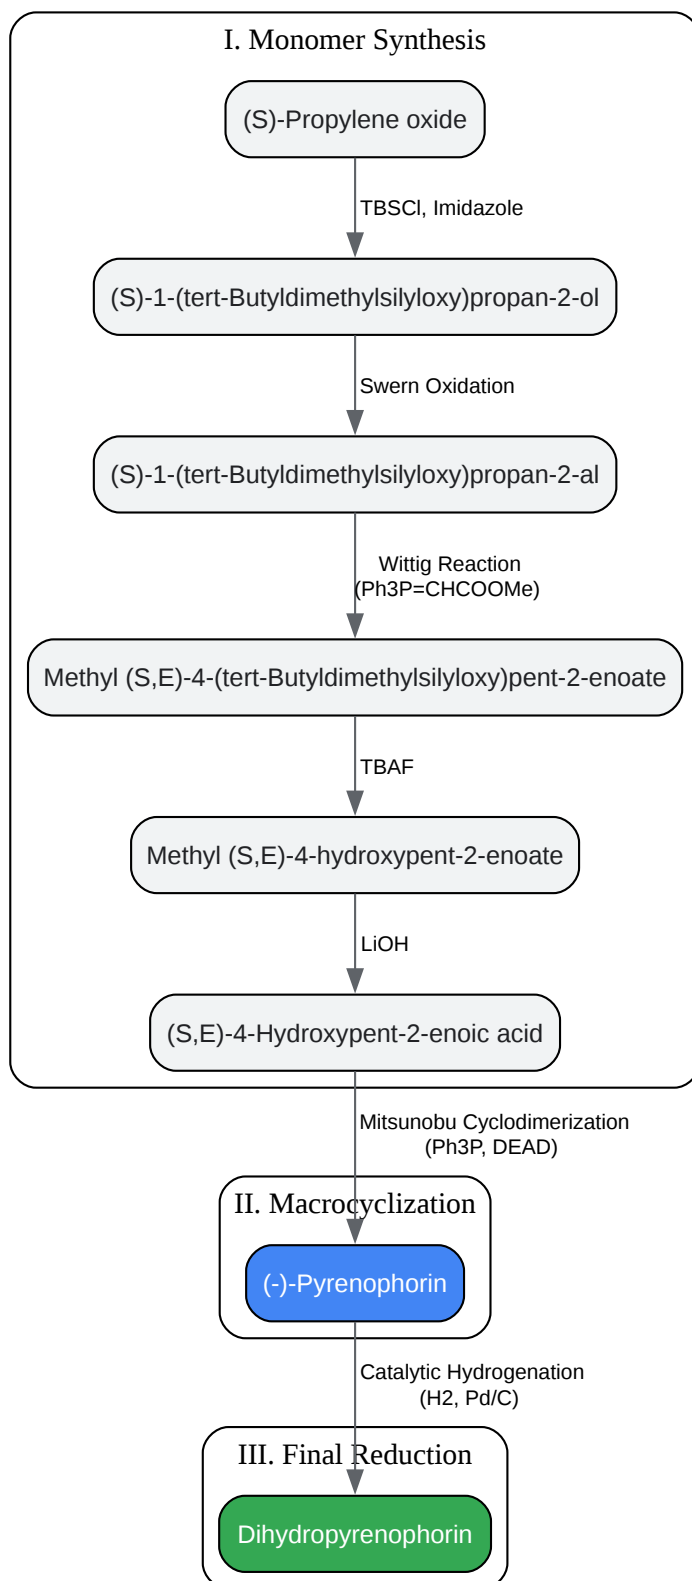 I. Monomer Synthesis
(S)-Propylene oxide
TBSCl, Imidazole
(S)-1-(tert-Butyldimethylsilyloxy)propan-2-ol
Swern Oxidation
(S)-1-(tert-Butyldimethylsilyloxy)propan-2-al
Wittig Reaction
(Ph3P=CHCOOMe)
Methyl (S,E)-4-(tert-Butyldimethylsilyloxy)pent-2-enoate
TBAF
Methyl (S,E)-4-hydroxypent-2-enoate
LiOH
(S,E)-4-Hydroxypent-2-enoic acid
Mitsunobu Cyclodimerization
(Ph3P, DEAD)
II. Macrocyclization
(-)-Pyrenophorin
Catalytic Hydrogenation
(H2, Pd/C)
III. Final Reduction
Dihydropyrenophorin